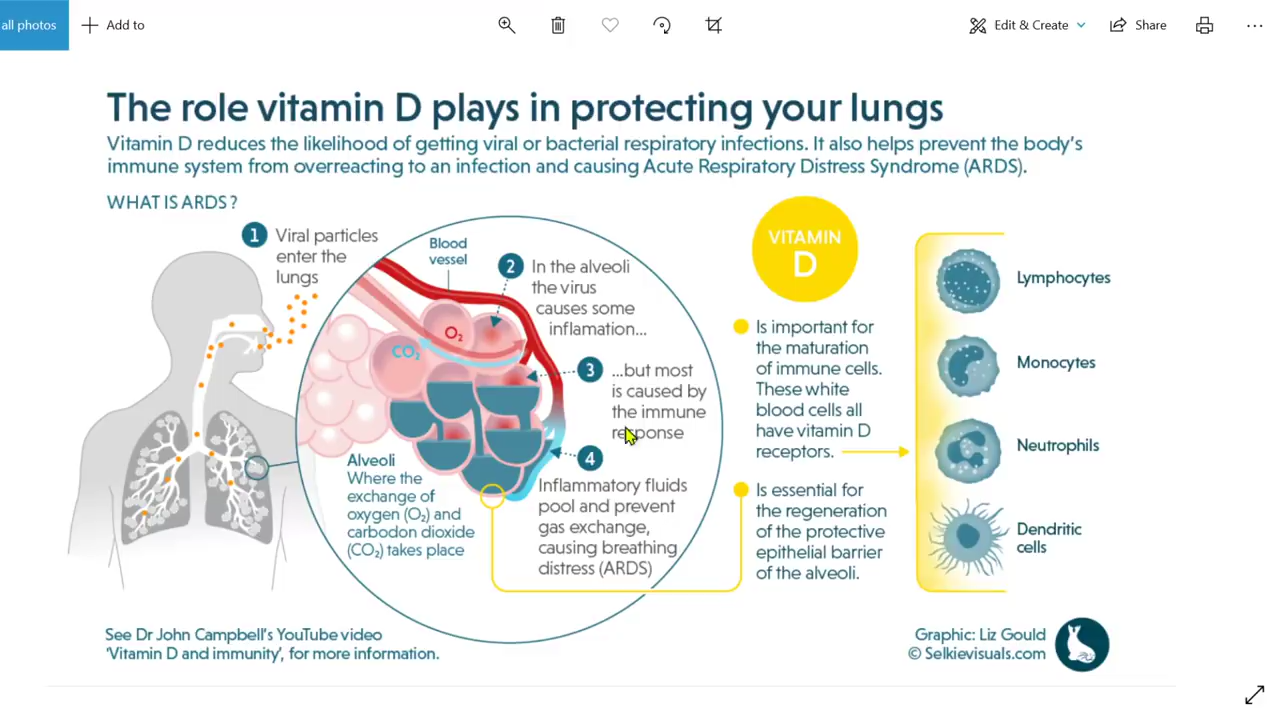 all photos
Add to
Edit & Create
Share
The role vitamin D plays in protecting your lungs
Vitamin D reduces the likelihood of getting viral or bacterial respiratory infections. It also helps prevent the body's
immune system from overreacting to an infection and causing Acute Respiratory Distress Syndrome (ARDS).
WHAT IS ARDS?
1
Viral particles
enter the
lungs
Blood
vessel
2
In the alveoli
the virus
causes some
inflamation...
O₂
CO₂
3
...but most
is caused by
the immune
response
4
Inflammatory fluids
pool and prevent
gas exchange,
causing breathing
distress (ARDS)
Alveoli
Where the
exchange of
oxygen (O₂) and
carbodon dioxide
(CO₂) takes place
VITAMIN
D
Is important for
the maturation
of immune cells.
These white
blood cells all
have vitamin D
receptors.
Is essential for
the regeneration
of the protective
epithelial barrier
of the alveoli.
Lymphocytes
Monocytes
Neutrophils
Dendritic
cells
See Dr John Campbell's YouTube video
'Vitamin D and immunity', for more information.
Graphic: Liz Gould
© Selkievisuals.com